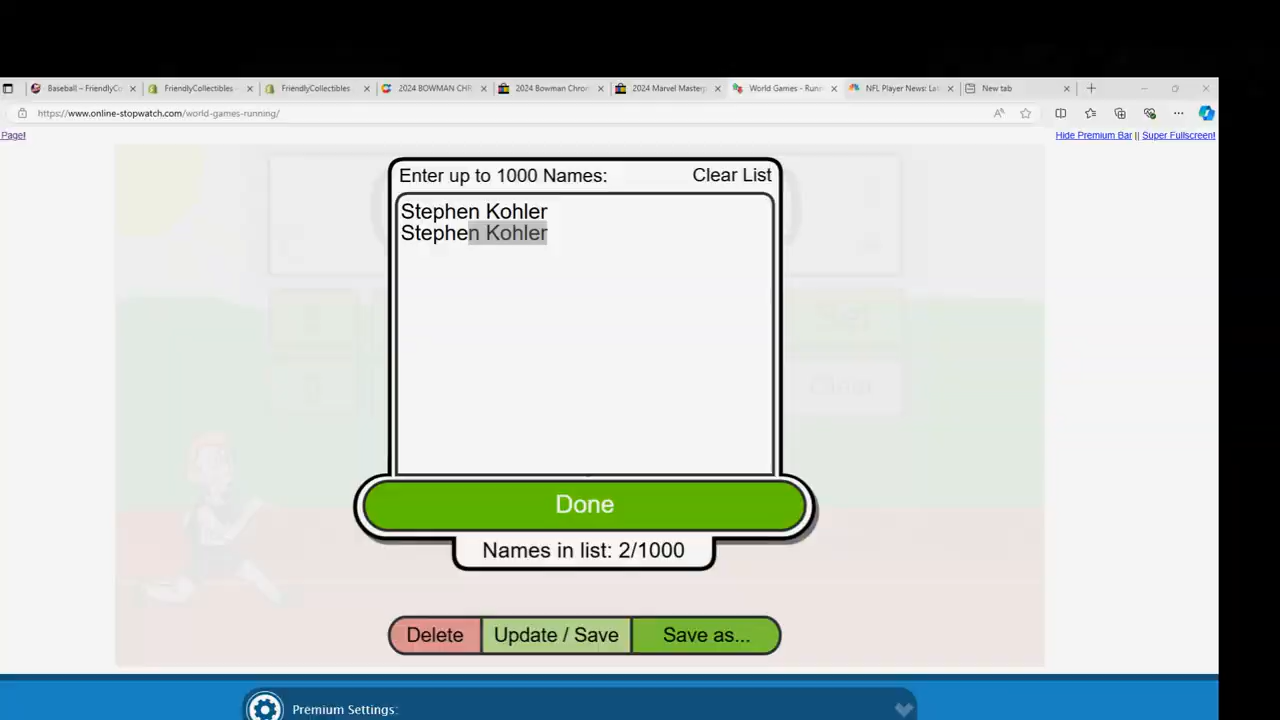 Baseball – FriendlyCo
FriendlyCollectibles
FriendlyCollectibles
2024 BOWMAN CHR
2024 Bowman Chron
2024 Marvel Masterp
World Games - Runn
NFL Player News: La
New tab
https://www.online-stopwatch.com/world-games-running/
Page!
Hide Premium Bar || Super Fullscreen!
Enter up to 1000 Names:
Clear List
Stephen Kohler
Stephen Kohler
Done
Names in list: 2/1000
Delete
Update / Save
Save as...
Premium Settings: